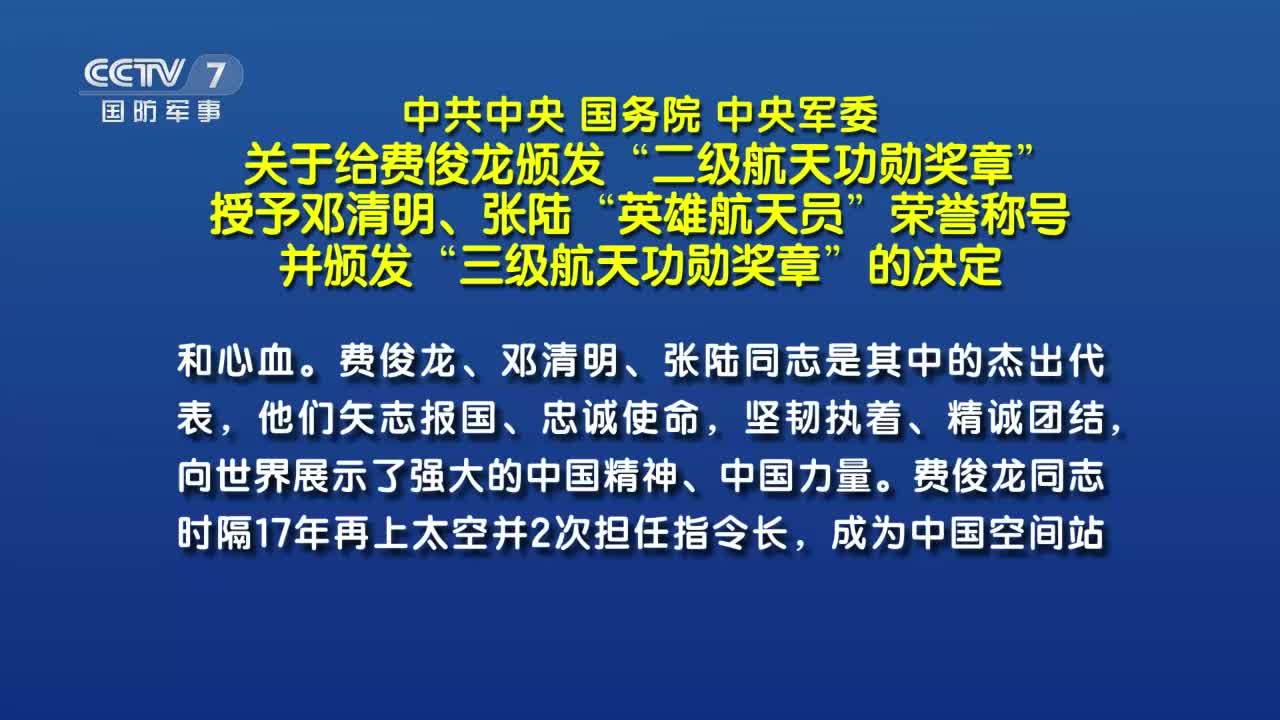 CCTV 7
国防军事
中共中央 国务院 中央军委
关于给费俊龙颁发“二级航天功勋奖章”
授予邓清明、张陆“英雄航天员”荣誉称号
并颁发“三级航天功勋奖章”的决定
和心血。费俊龙、邓清明、张陆同志是其中的杰出代
表，他们矢志报国、忠诚使命，坚韧执着、精诚团结，
向世界展示了强大的中国精神、中国力量。费俊龙同志
时隔17年再上太空并2次担任指令长，成为中国空间站